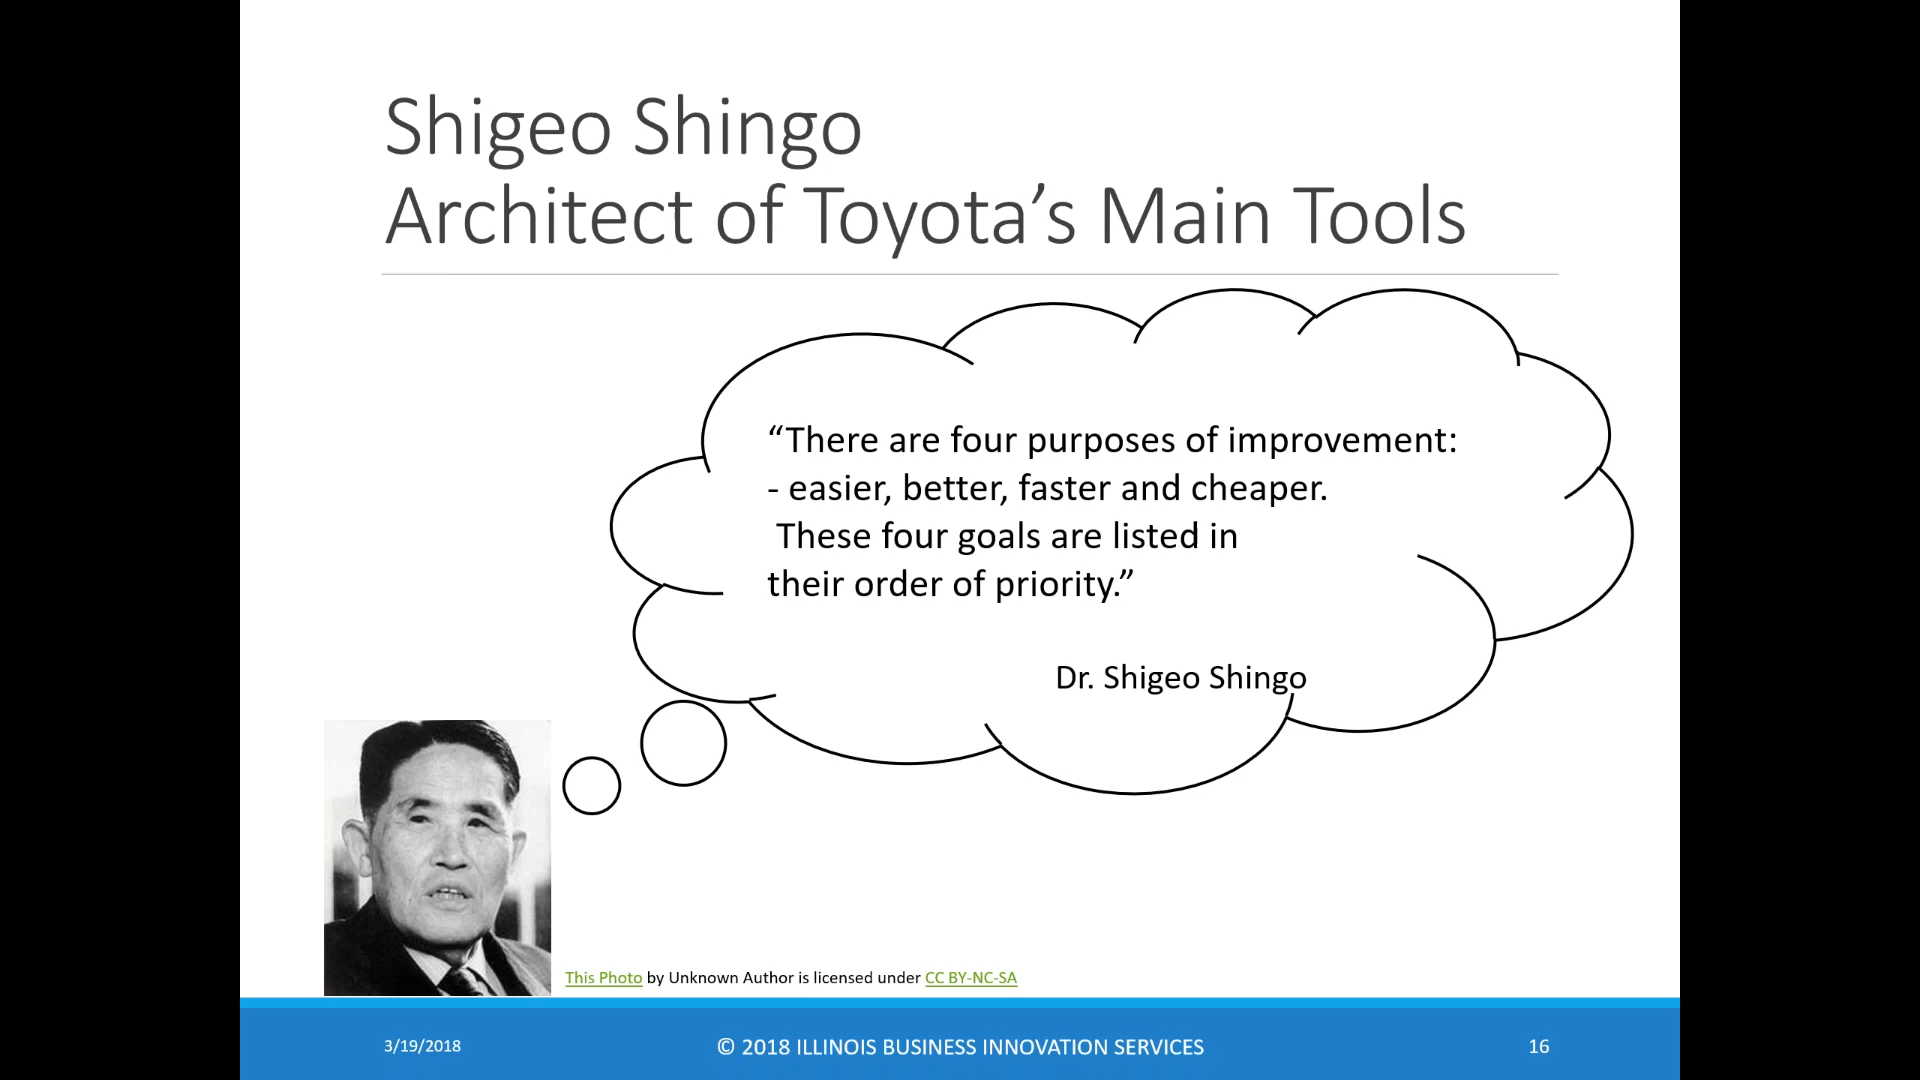 Shigeo Shingo
Architect of Toyota’s Main Tools
“There are four purposes of improvement:
- easier, better, faster and cheaper.
These four goals are listed in
their order of priority.”
Dr. Shigeo Shingo
This Photo by Unknown Author is licensed under CC BY-NC-SA
3/19/2018
© 2018 ILLINOIS BUSINESS INNOVATION SERVICES
16